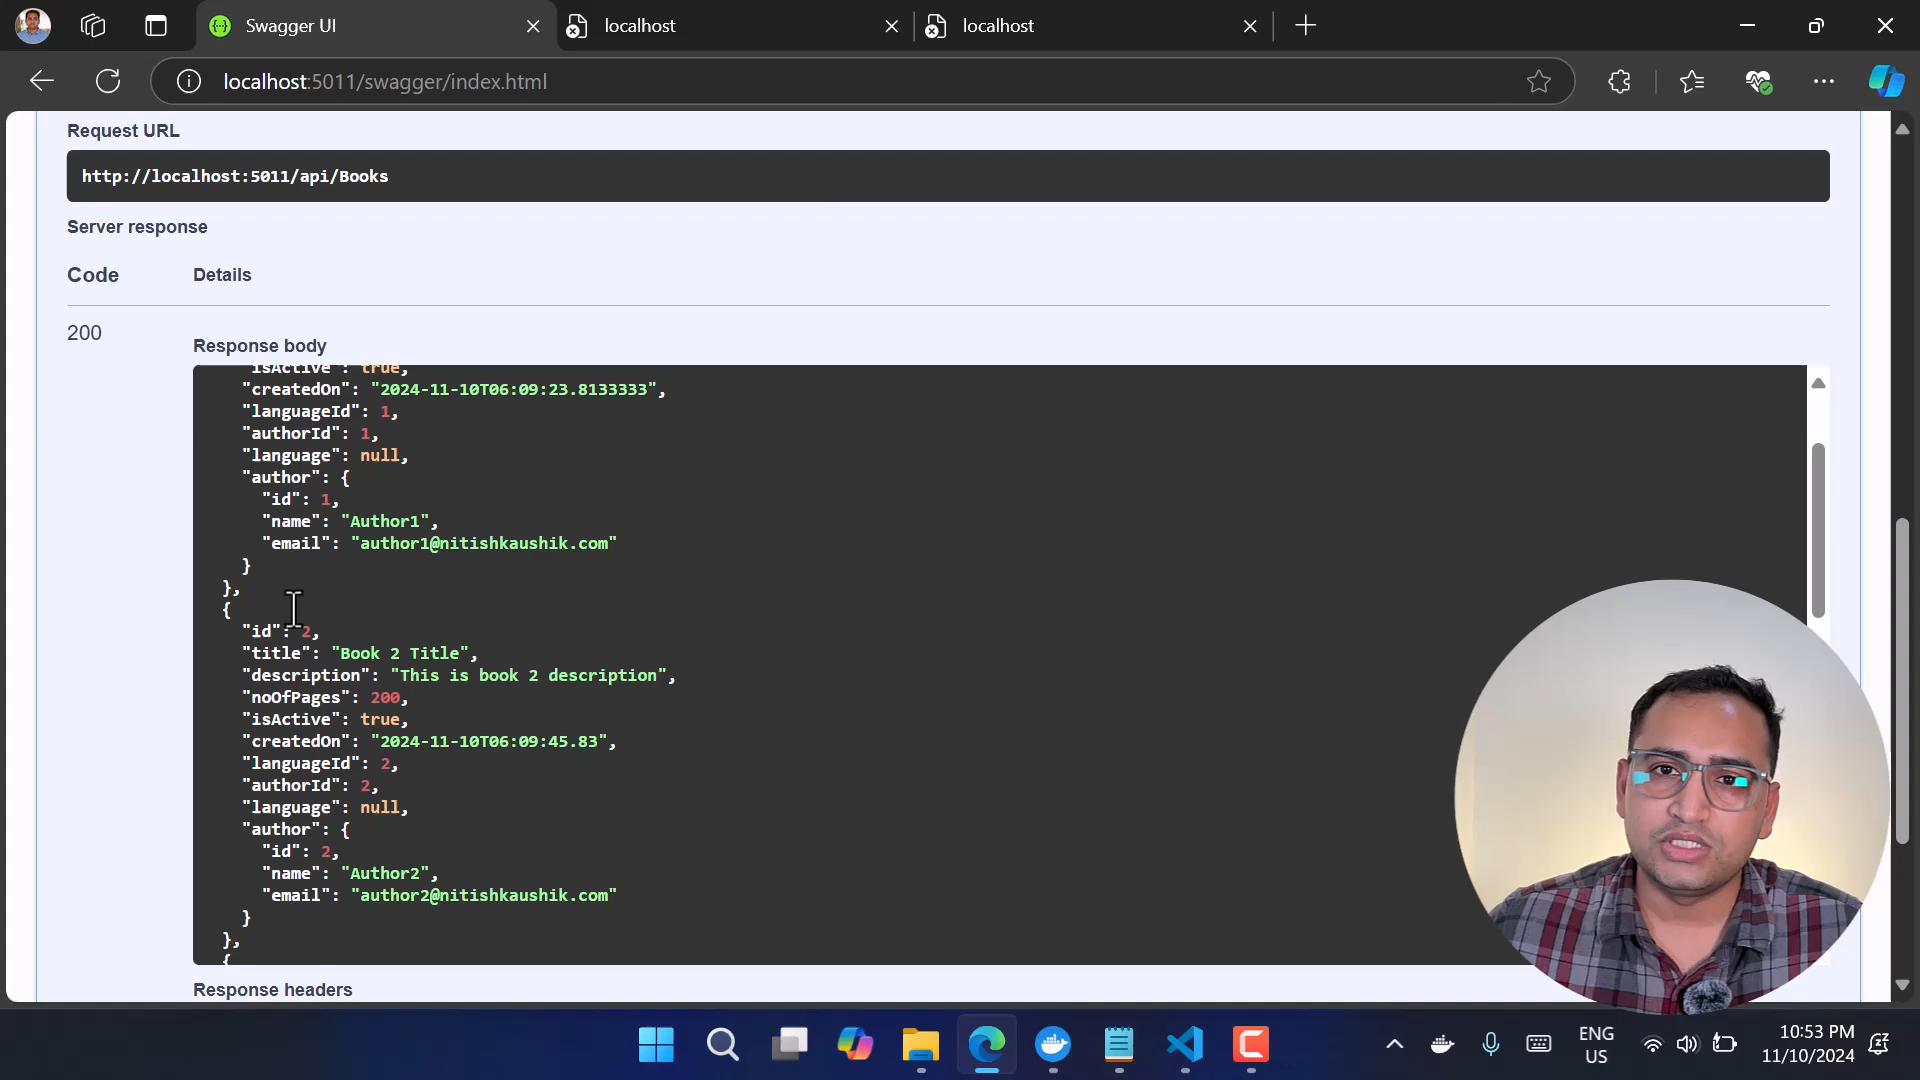 Swagger UI
localhost
localhost
localhost:5011/swagger/index.html
Request URL
http://localhost:5011/api/Books
Server response
Code
Details
200
Response body
"isActive": true,
"createdOn": "2024-11-10T06:09:23.8133333",
"languageId": 1,
"authorId": 1,
"language": null,
"author": {
"id": 1,
"name": "Author1",
"email": "author1@nitishkaushik.com"
}
},
{
"id": 2,
"title": "Book 2 Title",
"description": "This is book 2 description",
"noOfPages": 200,
"isActive": true,
"createdOn": "2024-11-10T06:09:45.83",
"languageId": 2,
"authorId": 2,
"language": null,
"author": {
"id": 2,
"name": "Author2",
"email": "author2@nitishkaushik.com"
}
},
{
Response headers
ENG
US
10:53 PM
11/10/2024